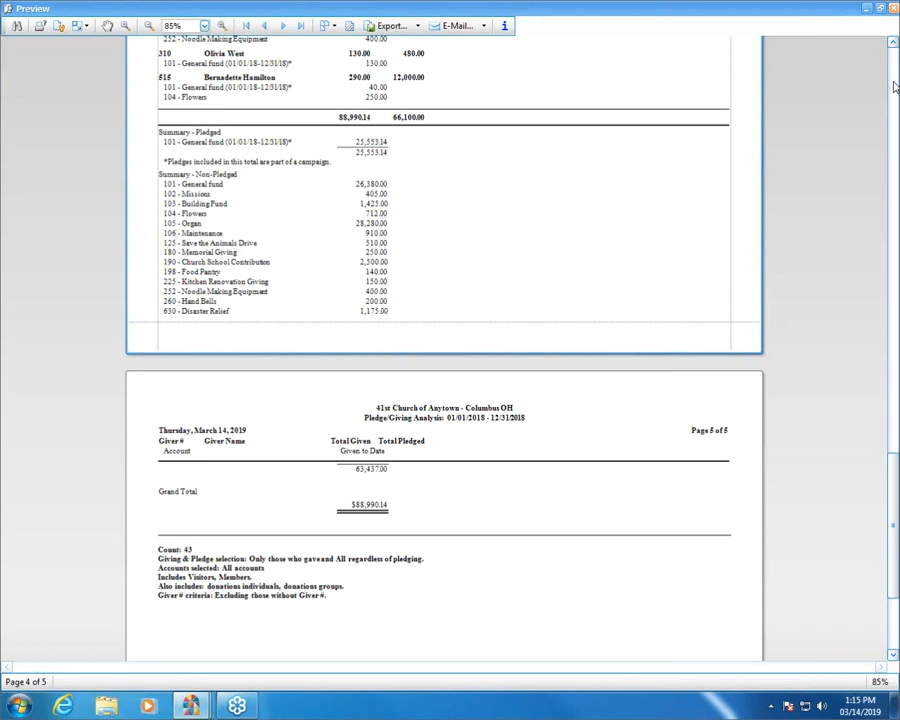 Preview
85%
Export...
E-Mail...
252 - Noodle Making Equipment 400.00
310 Olivia West 130.00 480.00
101 - General fund (01/01/18-12/31/18)* 130.00
515 Bernadette Hamilton 290.00 12,000.00
101 - General fund (01/01/18-12/31/18)* 40.00
104 - Flowers 250.00
88,990.14 66,100.00
Summary - Pledged
101 - General fund (01/01/18-12/31/18)* 25,553.14
25,553.14
*Pledges included in this total are part of a campaign.
Summary - Non-Pledged
101 - General fund 26,380.00
102 - Missions 405.00
103 - Building Fund 1,425.00
104 - Flowers 712.00
105 - Organ 28,280.00
106 - Maintenance 910.00
125 - Save the Animals Drive 510.00
180 - Memorial Giving 250.00
190 - Church School Contribution 2,500.00
198 - Food Pantry 140.00
225 - Kitchen Renovation Giving 150.00
252 - Noodle Making Equipment 400.00
260 - Hand Bells 200.00
630 - Disaster Relief 1,175.00
41st Church of Anytown - Columbus OH
Pledge/Giving Analysis: 01/01/2018 - 12/31/2018
Thursday, March 14, 2019 Page 5 of 5
Giver # Giver Name Total Given Total Pledged
Account Given to Date
63,437.00
Grand Total
$88,990.14
Count: 43
Giving & Pledge selection: Only those who gave and All regardless of pledging.
Accounts selected: All accounts
Includes Visitors, Members.
Also includes: donations individuals, donations groups.
Giver # criteria: Excluding those without Giver #.
Page 4 of 5 85%
1:15 PM
03/14/2019